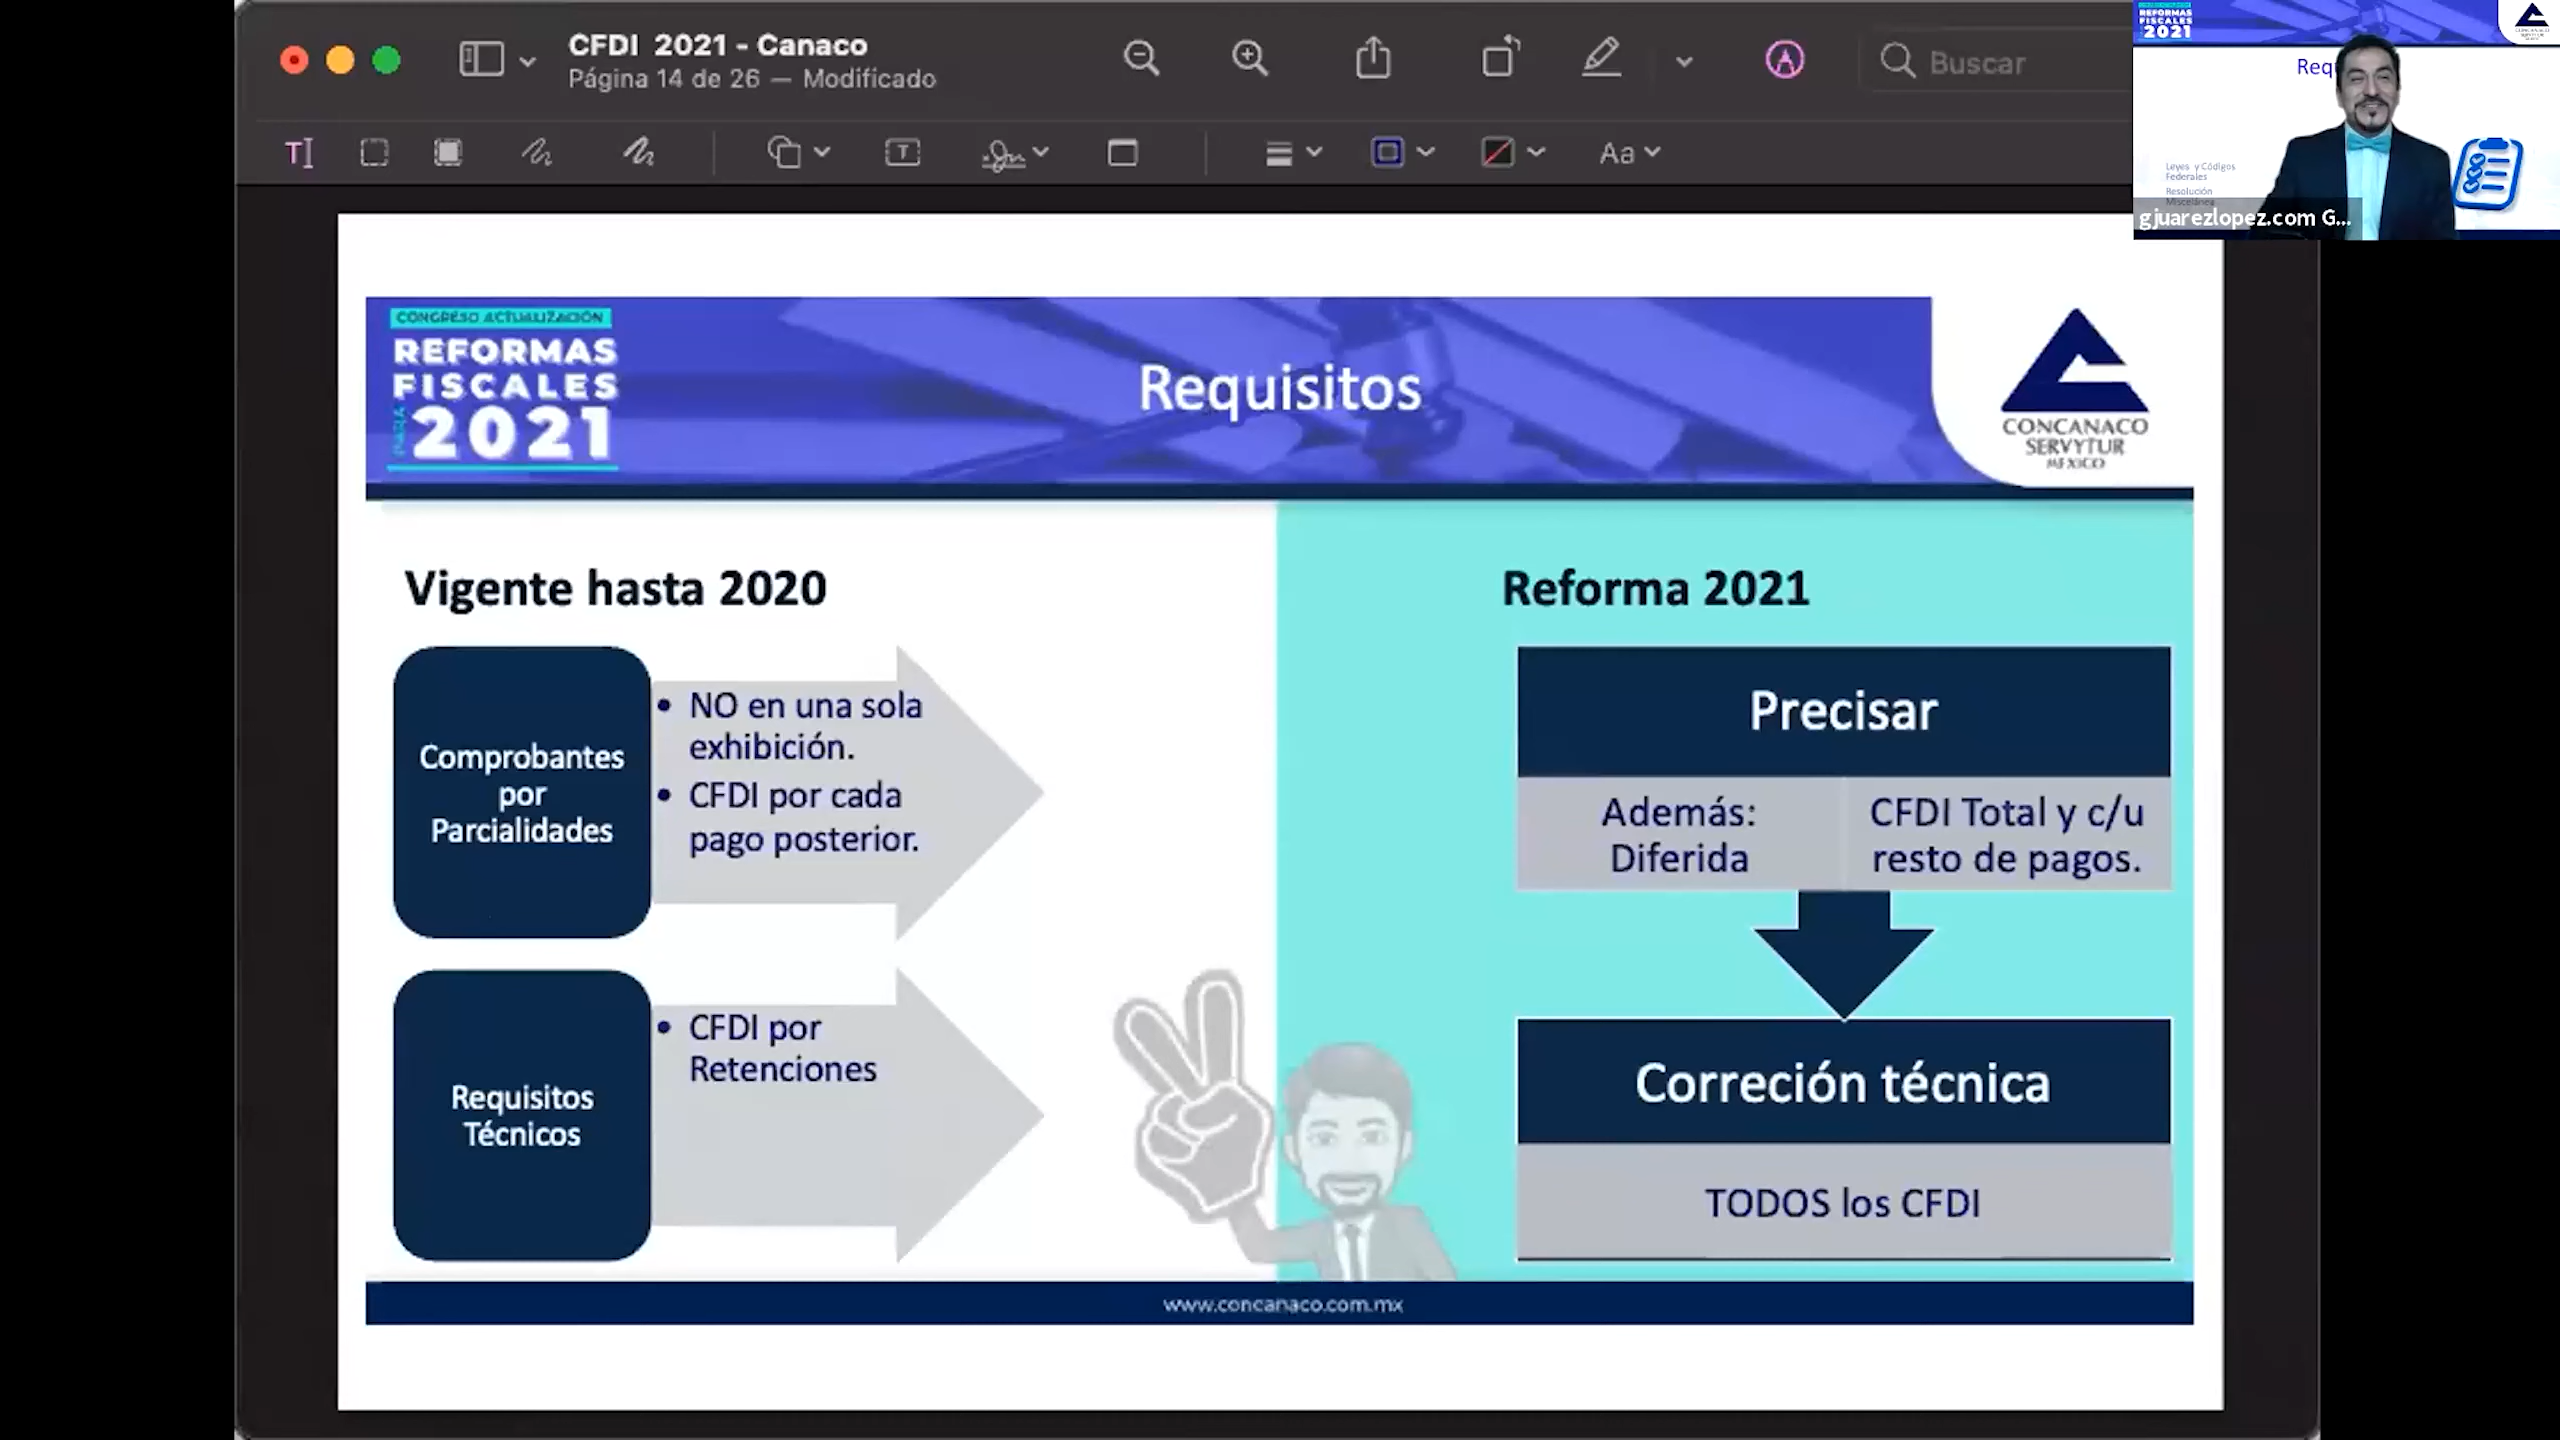 CFDI 2021 - Canaco
Página 14 de 26 — Modificado
Buscar
Aa
REFORMAS
FISCALES
2021
Leyes y Códigos
Federales
Resolución
Miscelánea
gjuarezlopez.com G...
CONGRESO ACTUALIZACIÓN
REFORMAS
FISCALES
PARA
2021
Requisitos
CONCANACO
SERVYTUR
MÉXICO
Vigente hasta 2020
Comprobantes
por
Parcialidades
• NO en una sola
exhibición.
• CFDI por cada
pago posterior.
Requisitos
Técnicos
• CFDI por
Retenciones
Reforma 2021
Precisar
Además:
Diferida
CFDI Total y c/u
resto de pagos.
Correción técnica
TODOS los CFDI
www.concanaco.com.mx